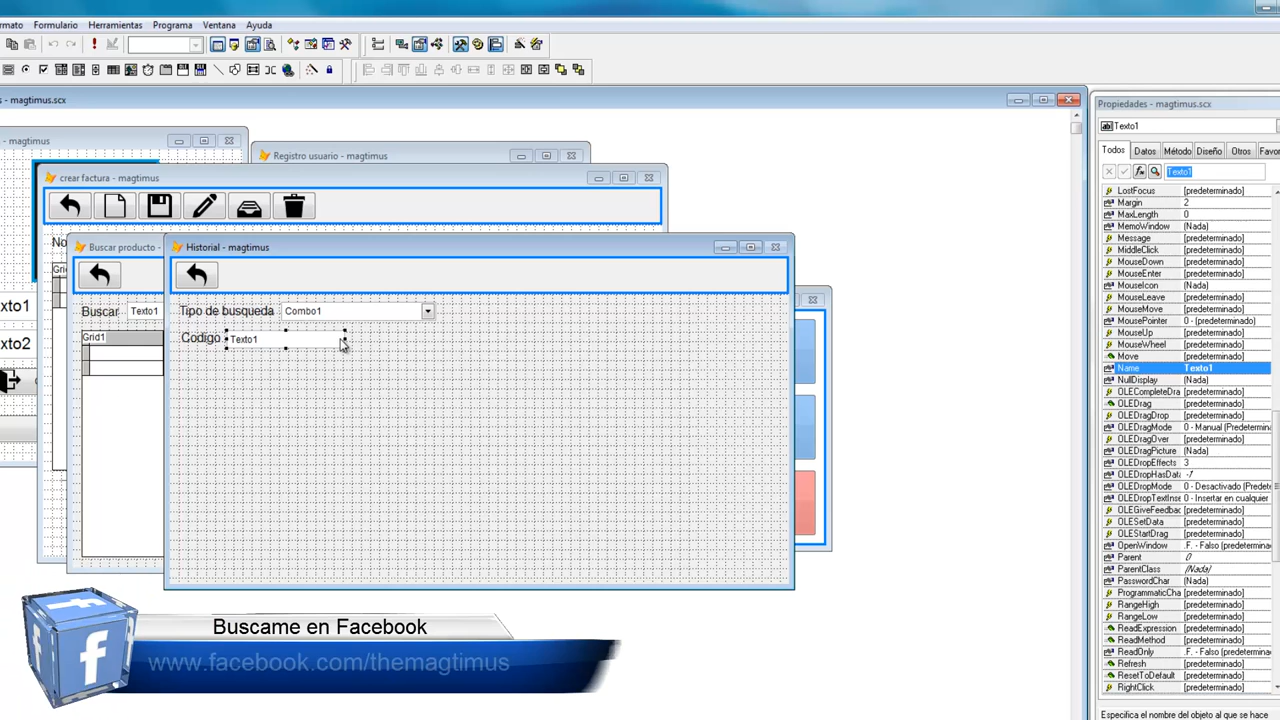 rmato Formulario Herramientas Programa Ventana Ayuda
s - magtimus.scx
- magtimus
Registro usuario - magtimus
crear factura - magtimus
No
Gri
xto1
xto2
Buscar producto -
Buscar Texto1
Grid1
Historial - magtimus
Tipo de busqueda Combo1
Codigo Texto1
Propiedades - magtimus.scx
Texto1
Todos Datos Método Diseño Otros Favor
Texto1
LostFocus [predeterminado]
Margin 2
MaxLength 0
MemoWindow (Nada)
Message [predeterminado]
MiddleClick [predeterminado]
MouseDown [predeterminado]
MouseEnter [predeterminado]
MouseIcon (Nada)
MouseLeave [predeterminado]
MouseMove [predeterminado]
MousePointer 0 - (Predeterminado)
MouseUp [predeterminado]
MouseWheel [predeterminado]
Move [predeterminado]
Name Texto1
NullDisplay (Nada)
OLECompleteDra [predeterminado]
OLEDrag [predeterminado]
OLEDragDrop [predeterminado]
OLEDragMode 0 - Manual (Predetermin
OLEDragOver [predeterminado]
OLEDragPicture (Nada)
OLEDropEffects 3
OLEDropHasData -1
OLEDropMode 0 - Desactivado (Predete
OLEDropTextInse 0 - Insertar en cualquier
OLEGiveFeedbac [predeterminado]
OLESetData [predeterminado]
OLEStartDrag [predeterminado]
OpenWindow .F. - Falso (predetermina
Parent 0
ParentClass (Nada)
PasswordChar (Nada)
ProgrammaticCha [predeterminado]
RangeHigh [predeterminado]
RangeLow [predeterminado]
ReadExpression [predeterminado]
ReadMethod [predeterminado]
ReadOnly .F. - Falso (predetermina
Refresh [predeterminado]
ResetToDefault [predeterminado]
RightClick [predeterminado]
Especifica el nombre del objeto al que se hace
Buscame en Facebook
www.facebook.com/themagtimus